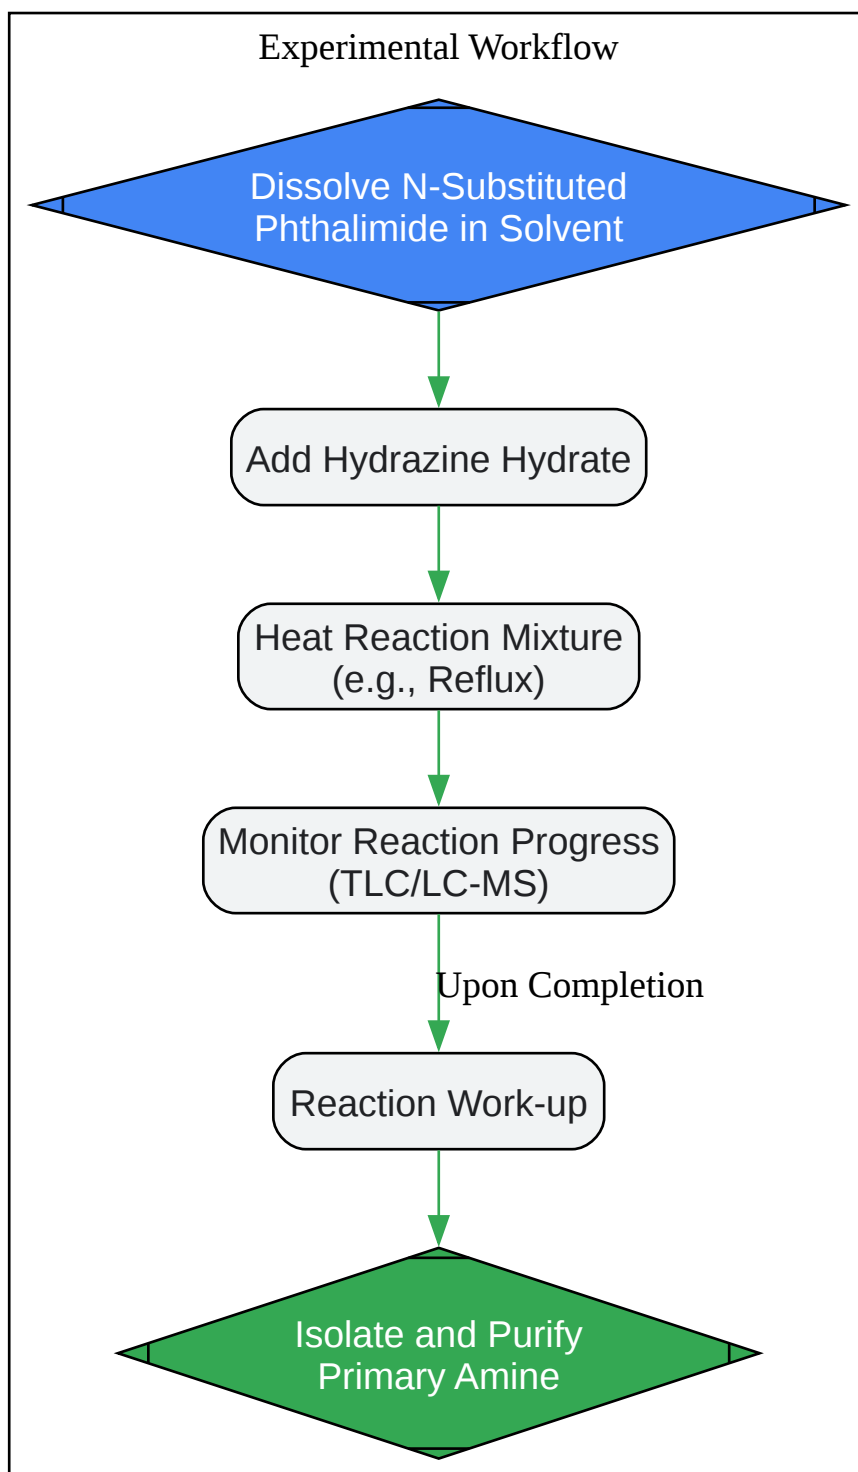 Experimental Workflow
Dissolve N-Substituted
Phthalimide in Solvent
Add Hydrazine Hydrate
Heat Reaction Mixture
(e.g., Reflux)
Monitor Reaction Progress
(TLC/LC-MS)
Upon Completion
Reaction Work-up
Isolate and Purify
Primary Amine